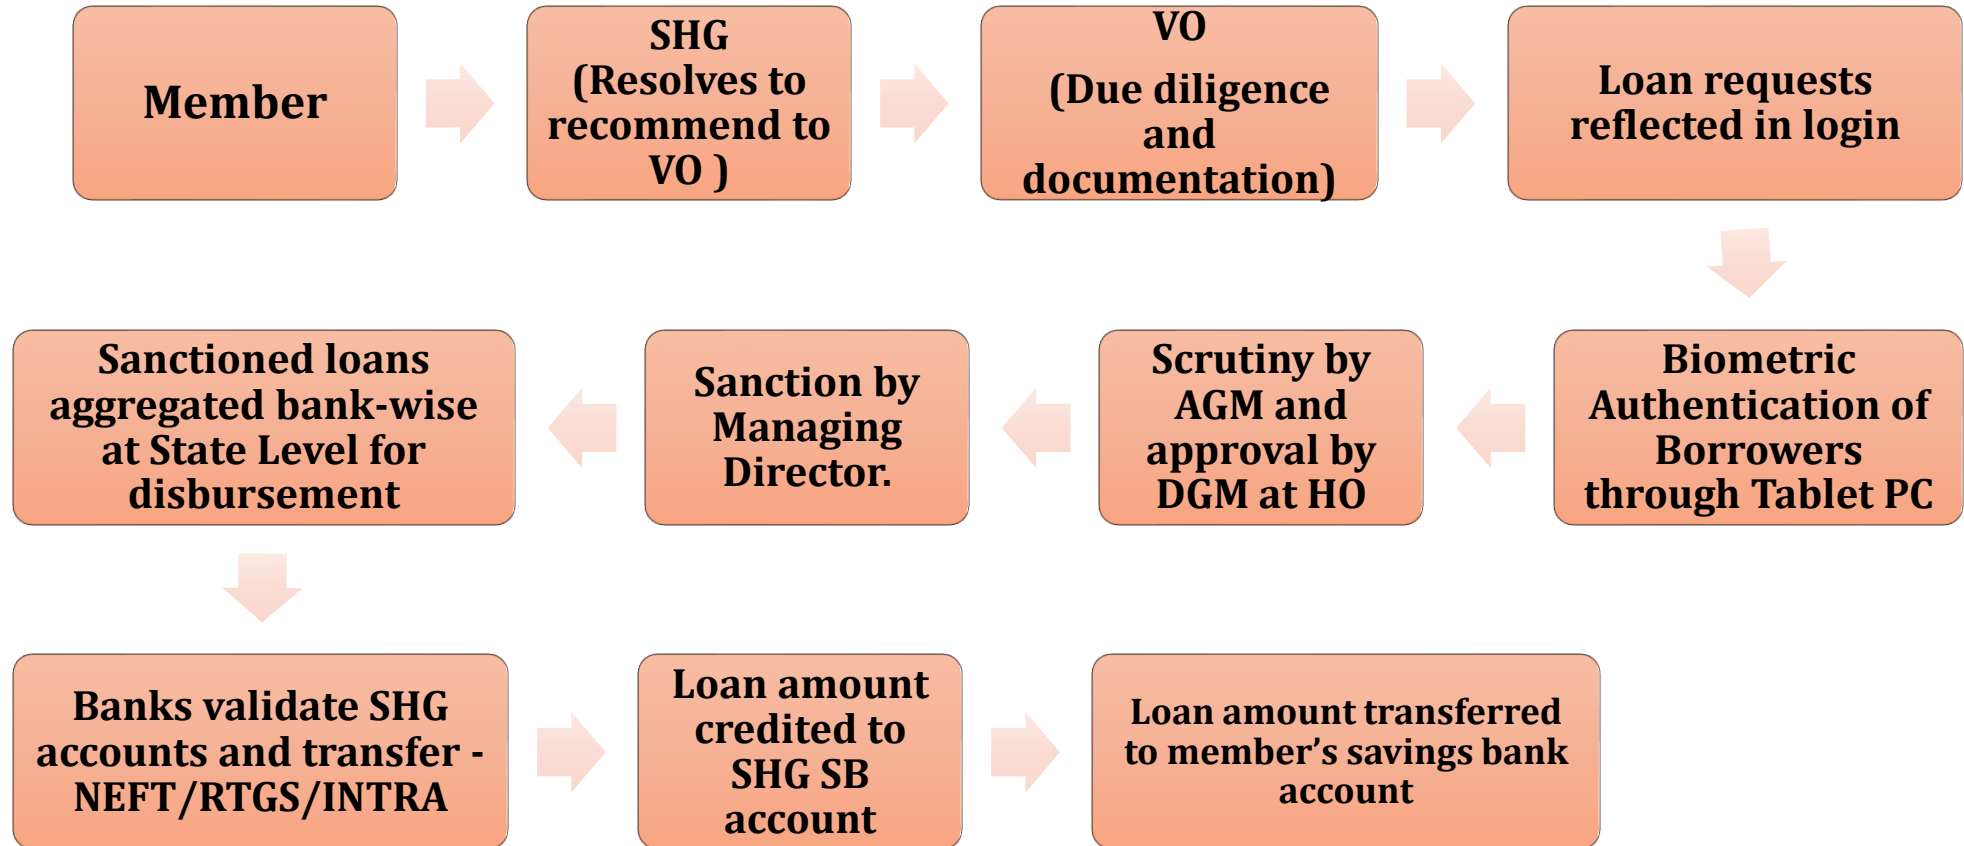 Member
SHG
(Resolves to
recommend to
VO )
VO
(Due diligence
and
documentation)
Loan requests
reflected in login
Biometric
Authentication of
Borrowers
through Tablet PC
Scrutiny by
AGM and
approval by
DGM at HO
Sanction by
Managing
Director.
Sanctioned loans
aggregated bank-wise
at State Level for
disbursement
Banks validate SHG
accounts and transfer -
NEFT/RTGS/INTRA
Loan amount
credited to
SHG SB
account
Loan amount transferred
to member’s savings bank
account